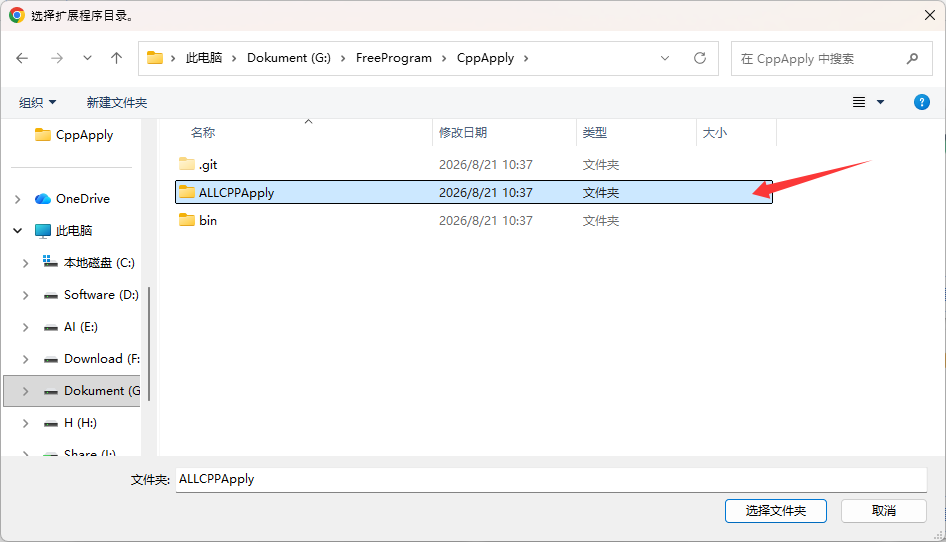 选择扩展程序目录。
此电脑 Dokument (G:) FreeProgram CppApply
在 CppApply 中搜索
组织 新建文件夹
名称 修改日期 类型 大小
.git 2026/8/21 10:37 文件夹
ALLCPPApply 2026/8/21 10:37 文件夹
bin 2026/8/21 10:37 文件夹
CppApply
OneDrive
此电脑
本地磁盘 (C:)
Software (D:)
AI (E:)
Download (F:
Dokument (G
H (H:)
Share (I:)
文件夹: ALLCPPApply
选择文件夹 取消